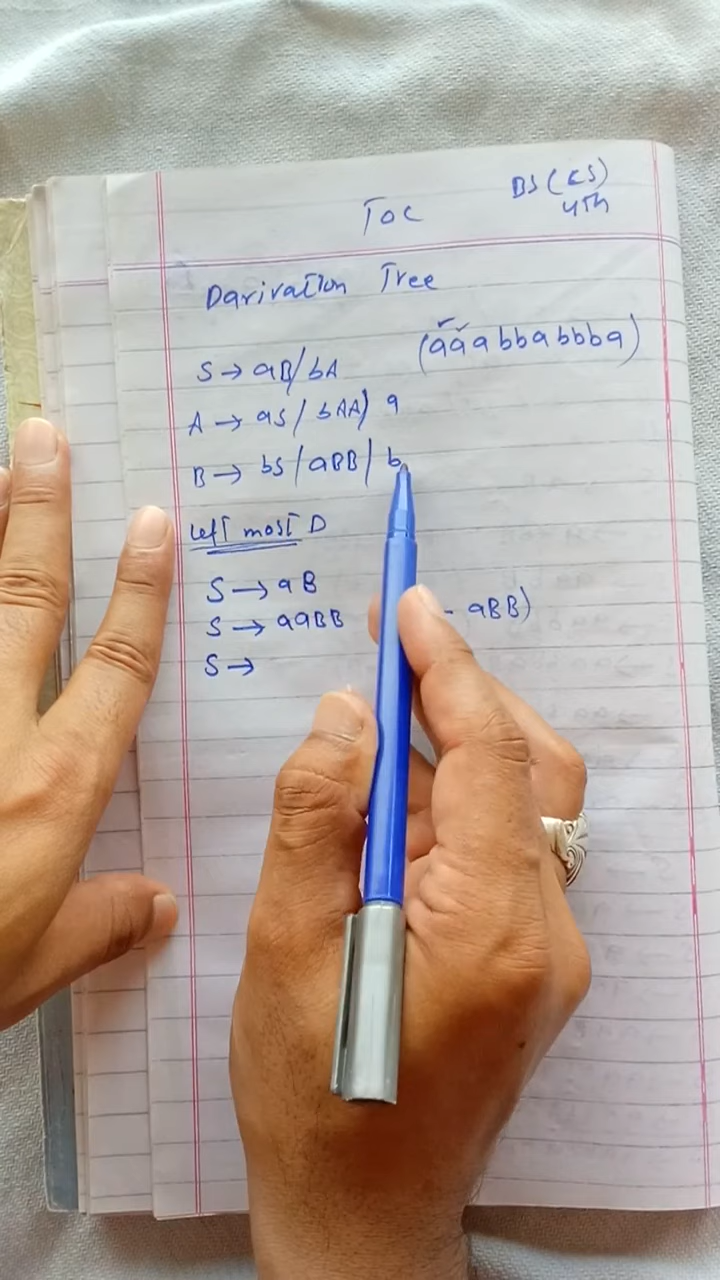 TOC
BS (CS)
4Th
Darivation Tree
S → aB/bA
(aaabbabbba)
A → as/bAA) a
B → bs/aBB/b
Left most D
S → aB
S → aaBB - aBB)
S →